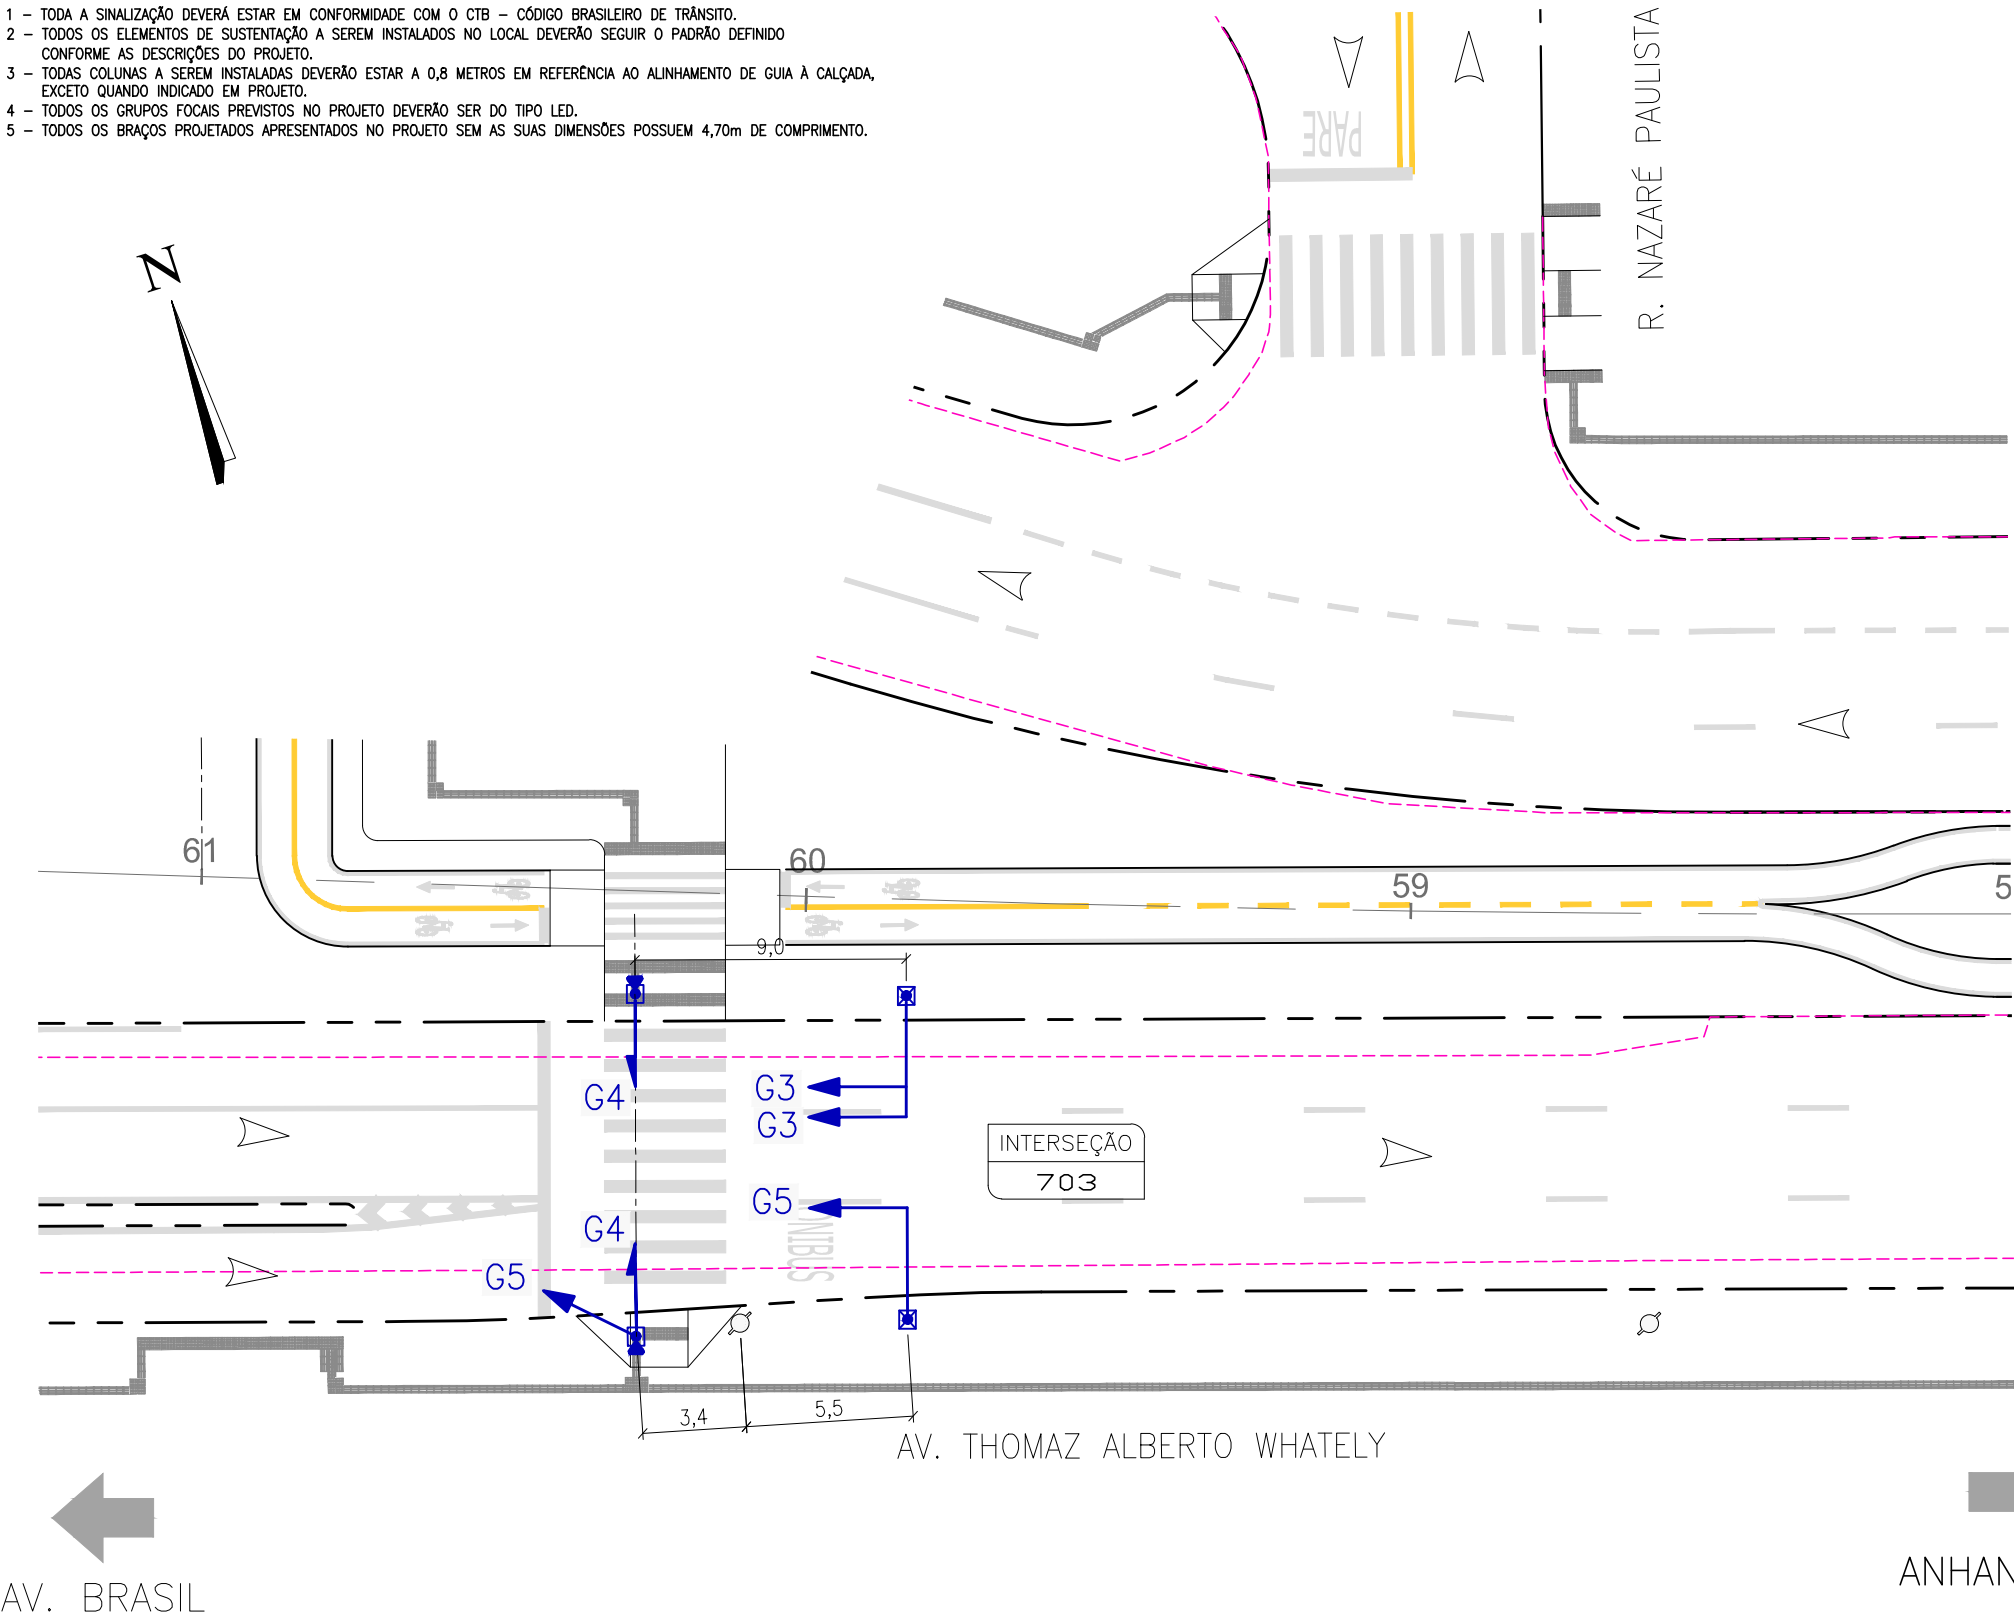 1 – TODA A SINALIZAÇÃO DEVERÁ ESTAR EM CONFORMIDADE COM O CTB – CÓDIGO BRASILEIRO DE TRÂNSITO.
2 – TODOS OS ELEMENTOS DE SUSTENTAÇÃO A SEREM INSTALADOS NO LOCAL DEVERÃO SEGUIR O PADRÃO DEFINIDO
CONFORME AS DESCRIÇÕES DO PROJETO.
3 – TODAS COLUNAS A SEREM INSTALADAS DEVERÃO ESTAR A 0,8 METROS EM REFERÊNCIA AO ALINHAMENTO DE GUIA À CALÇADA,
EXCETO QUANDO INDICADO EM PROJETO.
4 – TODOS OS GRUPOS FOCAIS PREVISTOS NO PROJETO DEVERÃO SER DO TIPO LED.
5 – TODOS OS BRAÇOS PROJETADOS APRESENTADOS NO PROJETO SEM AS SUAS DIMENSÕES POSSUEM 4,70m DE COMPRIMENTO.
PARE
R. NAZARÉ PAULISTA
N
61
60
59
5
9,0
G4
G3
G3
INTERSEÇÃO
703
G5
G4
ÔNIBUS
G5
3,4
5,5
AV. THOMAZ ALBERTO WHATELY
AV. BRASIL
ANHAN